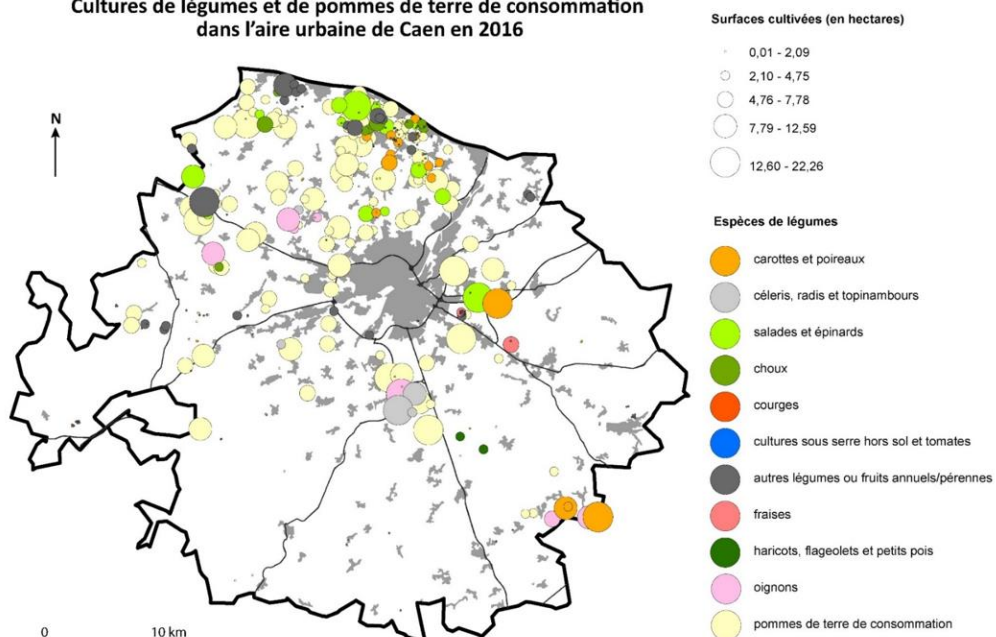 Cultures de légumes et de pommes de terre de consommation
dans l'aire urbaine de Caen en 2016
Surfaces cultivées (en hectares)
0,01 - 2,09
2,10 - 4,75
4,76 - 7,78
7,79 - 12,59
12,60 - 22,26
N
Espèces de légumes
carottes et poireaux
céleris, radis et topinambours
salades et épinards
choux
courges
cultures sous serre hors sol et tomates
autres légumes ou fruits annuels/pérennes
fraises
haricots, flageolets et petits pois
oignons
pommes de terre de consommation
0 10 km